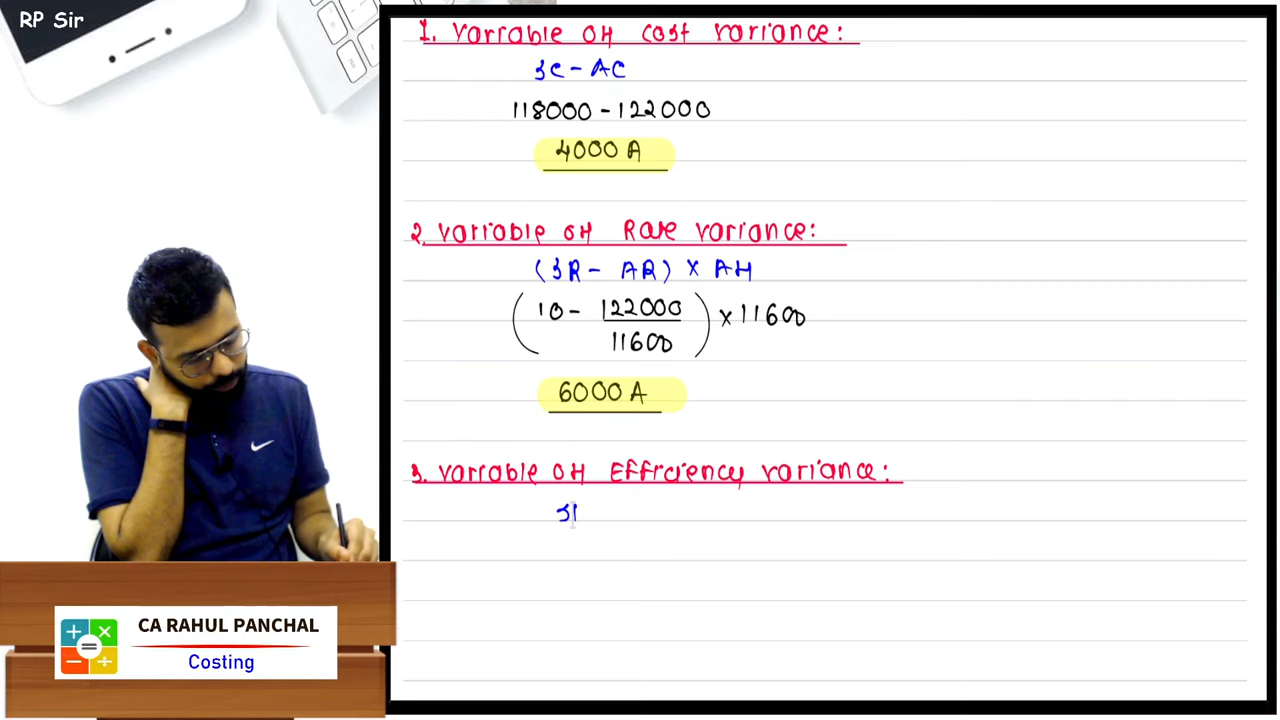 RP Sir
1. Variable OH Cost Variance:
SC - AC
118000 - 122000
4000 A
2. Variable OH Rate Variance:
(SR - AR) × AH
(10 - 122000
11600) × 11600
6000 A
3. Variable OH Efficiency Variance:
CA RAHUL PANCHAL
Costing